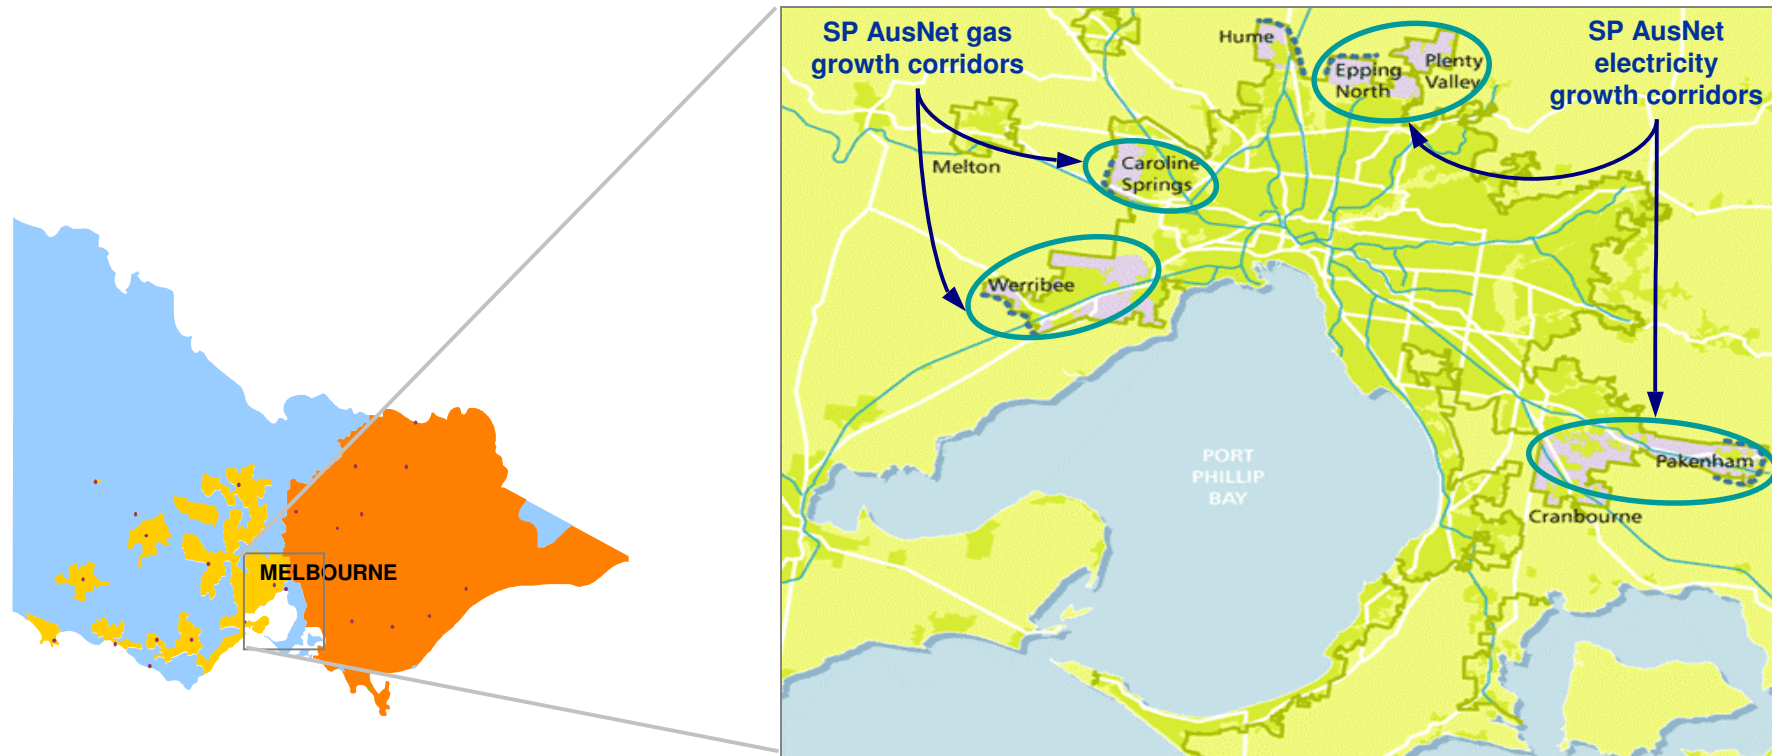 SP AusNet gas
growth corridors
SP AusNet
electricity
growth corridors
Hume
Epping
North
Plenty
Valley
Melton
Caroline
Springs
Werribee
PORT
PHILLIP
BAY
Pakenham
Cranbourne
MELBOURNE